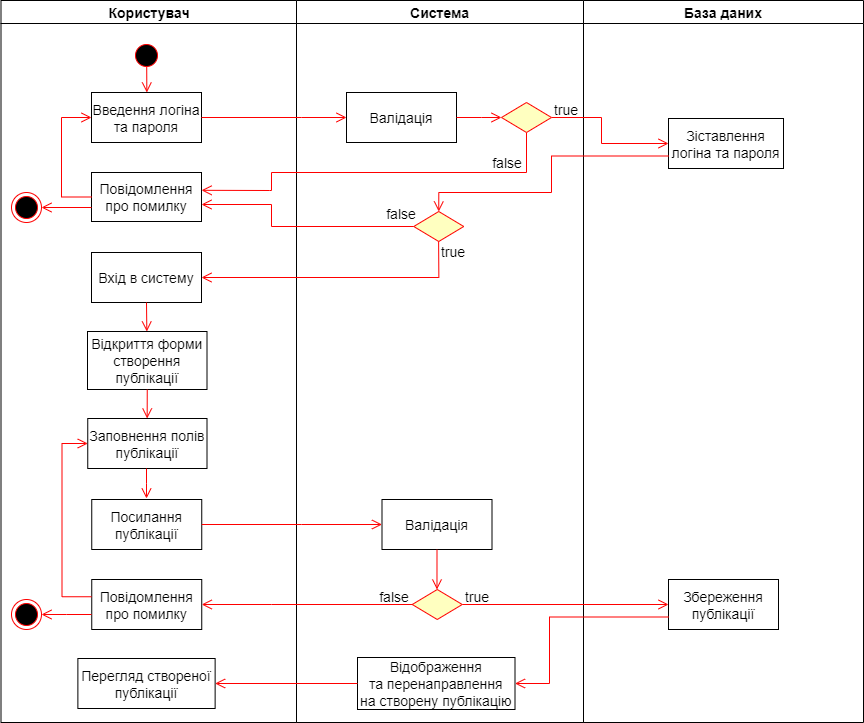 Користувач
Система
База даних
Введення логіна
та пароля
Валідація
true
Зіставлення
логіна та пароля
false
Повідомлення
про помилку
false
true
Вхід в систему
Відкриття форми
створення
публікації
Заповнення полів
публікації
Посилання
публікації
Валідація
Повідомлення
про помилку
false
true
Збереження
публікації
Перегляд створеної
публікації
Відображення
та перенаправлення
на створену публікацію